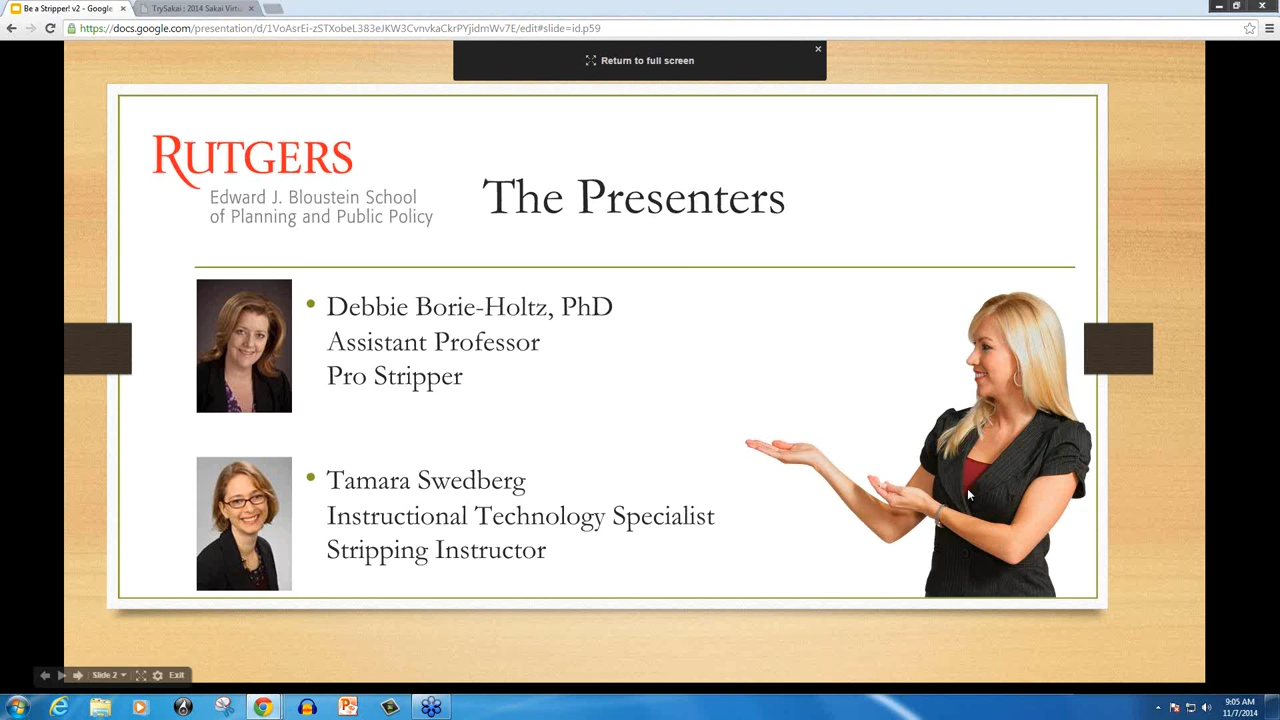 Be a Stripper! v2 - Google
TrySakai : 2014 Sakai Virtu
https://docs.google.com/presentation/d/1VoAsrEi-zSTXobeL383eJKW3CvnvkaCkrPYjidmWv7E/edit#slide=id.p59
Return to full screen
RUTGERS
Edward J. Bloustein School
of Planning and Public Policy
The Presenters
• Debbie Borie-Holtz, PhD
Assistant Professor
Pro Stripper
• Tamara Swedberg
Instructional Technology Specialist
Stripping Instructor
Slide 2
Exit
9:05 AM
11/7/2014